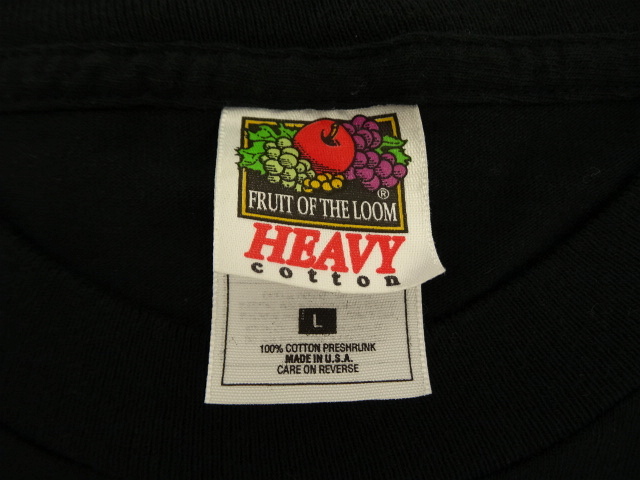 ®
FRUIT OF THE LOOM
HEAVY
cotton
L
100% COTTON PRESHRUNK
MADE IN U.S.A.
CARE ON REVERSE